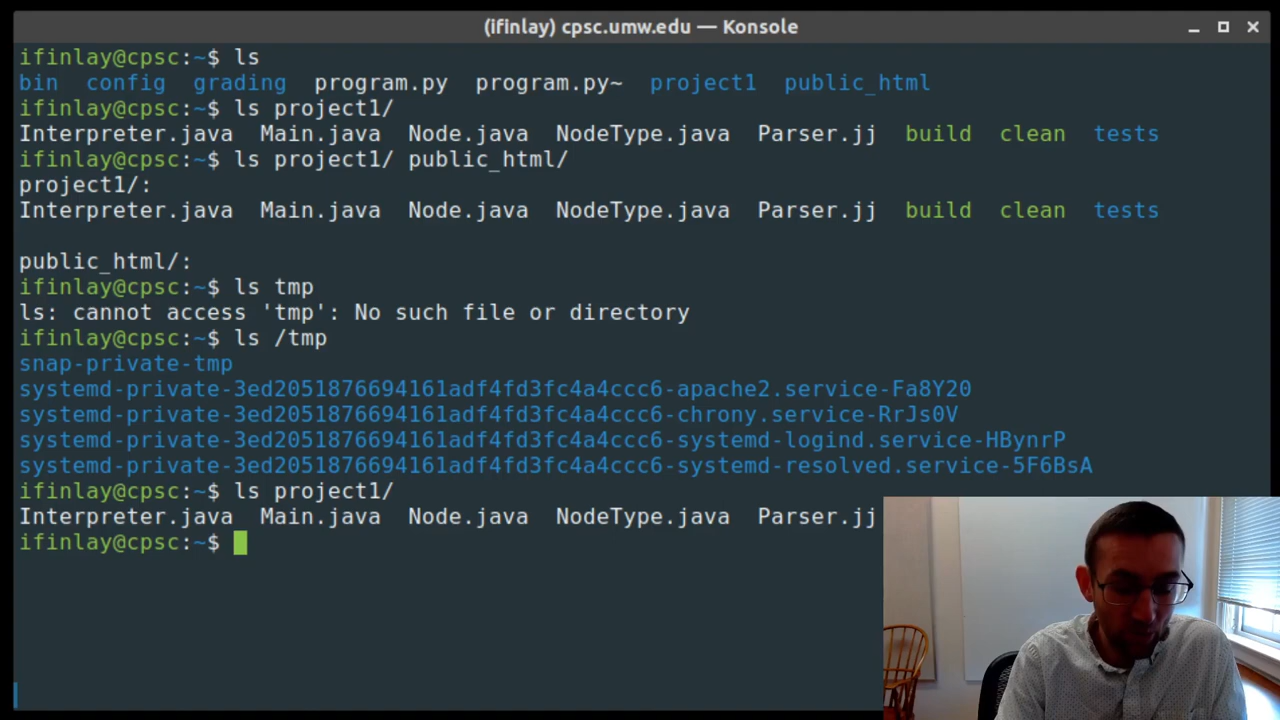 (ifinlay) cpsc.umw.edu — Konsole
ifinlay@cpsc:~$ ls
bin  config  grading  program.py  program.py~  project1  public_html
ifinlay@cpsc:~$ ls project1/
Interpreter.java  Main.java  Node.java  NodeType.java  Parser.jj  build  clean  tests
ifinlay@cpsc:~$ ls project1/ public_html/
project1/:
Interpreter.java  Main.java  Node.java  NodeType.java  Parser.jj  build  clean  tests
public_html/:
ifinlay@cpsc:~$ ls tmp
ls: cannot access 'tmp': No such file or directory
ifinlay@cpsc:~$ ls /tmp
snap-private-tmp
systemd-private-3ed2051876694161adf4fd3fc4a4ccc6-apache2.service-Fa8Y20
systemd-private-3ed2051876694161adf4fd3fc4a4ccc6-chrony.service-RrJs0V
systemd-private-3ed2051876694161adf4fd3fc4a4ccc6-systemd-logind.service-HBynrP
systemd-private-3ed2051876694161adf4fd3fc4a4ccc6-systemd-resolved.service-5F6BsA
ifinlay@cpsc:~$ ls project1/
Interpreter.java  Main.java  Node.java  NodeType.java  Parser.jj
ifinlay@cpsc:~$